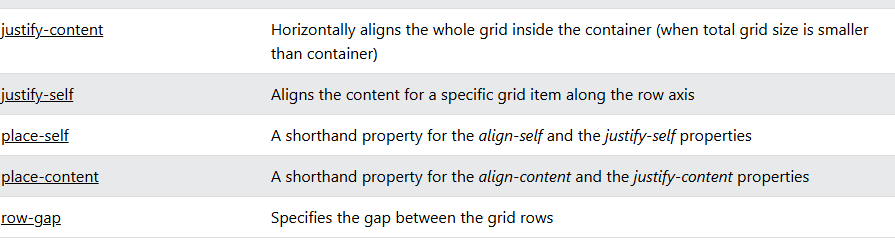 justify-content Horizontally aligns the whole grid inside the container (when total grid size is smaller
than container)
justify-self Aligns the content for a specific grid item along the row axis
place-self A shorthand property for the align-self and the justify-self properties
place-content A shorthand property for the align-content and the justify-content properties
row-gap Specifies the gap between the grid rows